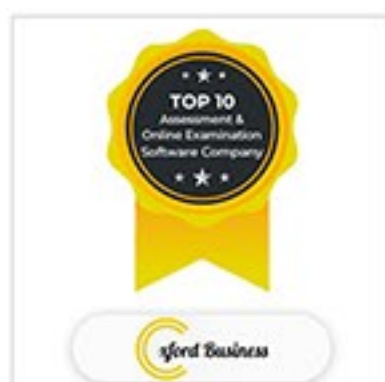 TOP 10
Assessment &
Online Examination
Software Company
xford Business